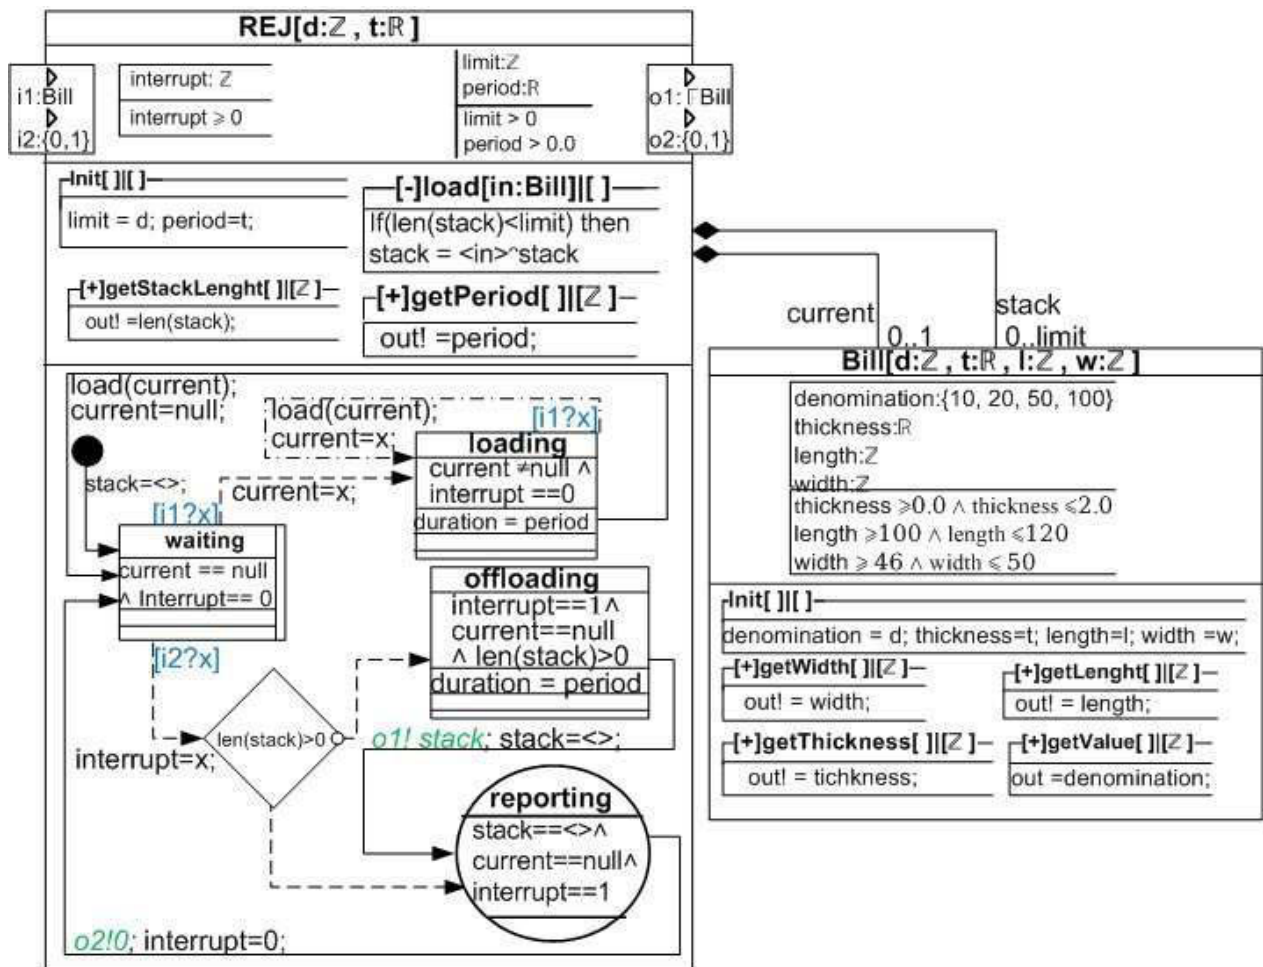 REJ[d:ℤ , t:ℝ ]
i1:Bill
i2:{0,1}
interrupt: ℤ
interrupt ⩾ 0
limit:ℤ
period:ℝ
limit > 0
period > 0.0
o1: 𝔽Bill
o2:{0,1}
Init[ ]|[ ]
limit = d; period=t;
[-]load[in:Bill]|[ ]
If(len(stack)<limit) then
stack = <in>^stack
[+]getStackLenght[ ]|[ℤ ]
out! =len(stack);
[+]getPeriod[ ]|[ℤ ]
out! =period;
current
0..1
stack
0..limit
load(current);
current=null;
stack=<>;
[i1?x]
waiting
current == null
∧ Interrupt== 0
[i2?x]
current=x;
load(current);
current=x;
[i1?x]
loading
current ≠null ∧
interrupt ==0
duration = period
offloading
interrupt==1∧
current==null
∧ len(stack)>0
duration = period
interrupt=x;
len(stack)>0
o1! stack; stack=<>;
reporting
stack==<>∧
current==null∧
interrupt==1
o2!0; interrupt=0;
Bill[d:ℤ , t:ℝ , l:ℤ , w:ℤ ]
denomination:{10, 20, 50, 100}
thickness:ℝ
length:ℤ
width:ℤ
thickness ⩾0.0 ∧ thickness ⩽2.0
length ⩾100 ∧ length ⩽120
width ⩾ 46 ∧ width ⩽ 50
Init[ ]|[ ]
denomination = d; thickness=t; length=l; width =w;
[+]getWidth[ ]|[ℤ ]
out! = width;
[+]getLenght[ ]|[ℤ ]
out! = length;
[+]getThickness[ ]|[ℤ ]
out! = tichkness;
[+]getValue[ ]|[ℤ ]
out =denomination;